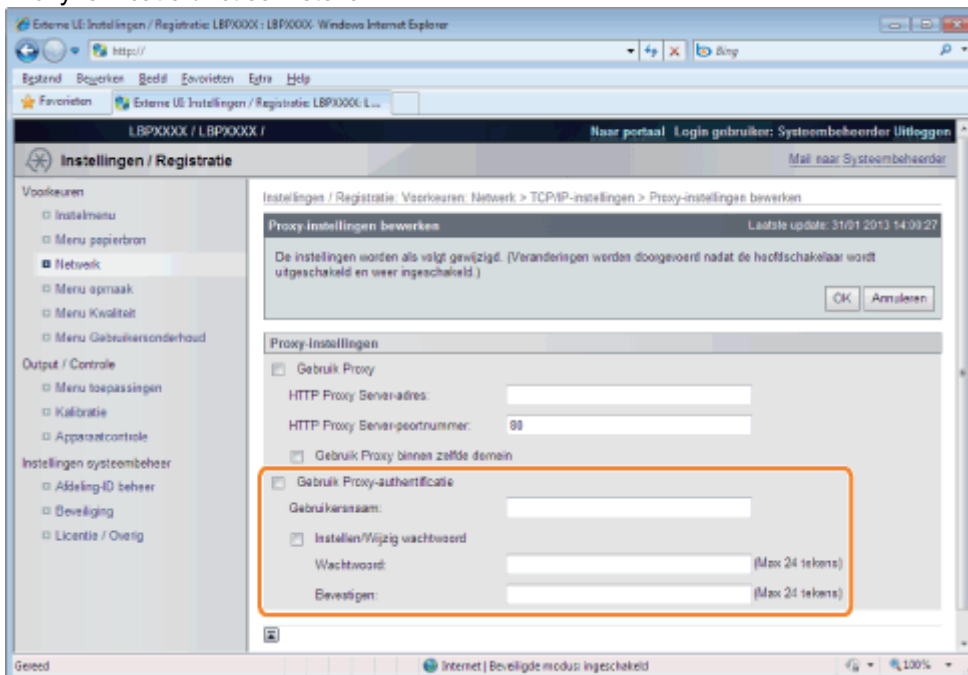 Externe UI: Instellingen / Registratie: LBPXXXX : LBPXXXX- Windows Internet Explorer
http://
Bing
Bestand Bewerken Beeld Favorieten Extra Help
Favorieten Externe UI: Instellingen / Registratie: LBPXXXX: L...
LBPXXXX / LBPXXXX /
Naar portaal Login gebruiker: Systeembeheerder Uitloggen
Instellingen / Registratie
Mail naar Systeembeheerder
Voorkeuren
Instelmenu
Menu papierbron
Netwerk
Menu opmaak
Menu Kwaliteit
Menu Gebruikersonderhoud
Output / Controle
Menu toepassingen
Kalibratie
Apparaatcontrole
Instellingen systeembeheer
Afdeling-ID beheer
Beveiliging
Licentie / Overig
Instellingen / Registratie: Voorkeuren: Netwerk > TCP/IP-instellingen > Proxy-instellingen bewerken
Proxy-instellingen bewerken
Laatste update: 31/01 2013 14:00:27
De instellingen worden als volgt gewijzigd. (Veranderingen worden doorgevoerd nadat de hoofdschakelaar wordt
uitgeschakeld en weer ingeschakeld.)
OK Annuleren
Proxy-instellingen
Gebruik Proxy
HTTP Proxy Server-adres:
HTTP Proxy Server-poortnummer: 80
Gebruik Proxy binnen zelfde domein
Gebruik Proxy-authentificatie
Gebruikersnaam:
Instellen/Wijzig wachtwoord
Wachtwoord: (Max 24 tekens)
Bevestigen: (Max 24 tekens)
Gereed
Internet | Beveiligde modus: ingeschakeld
100%